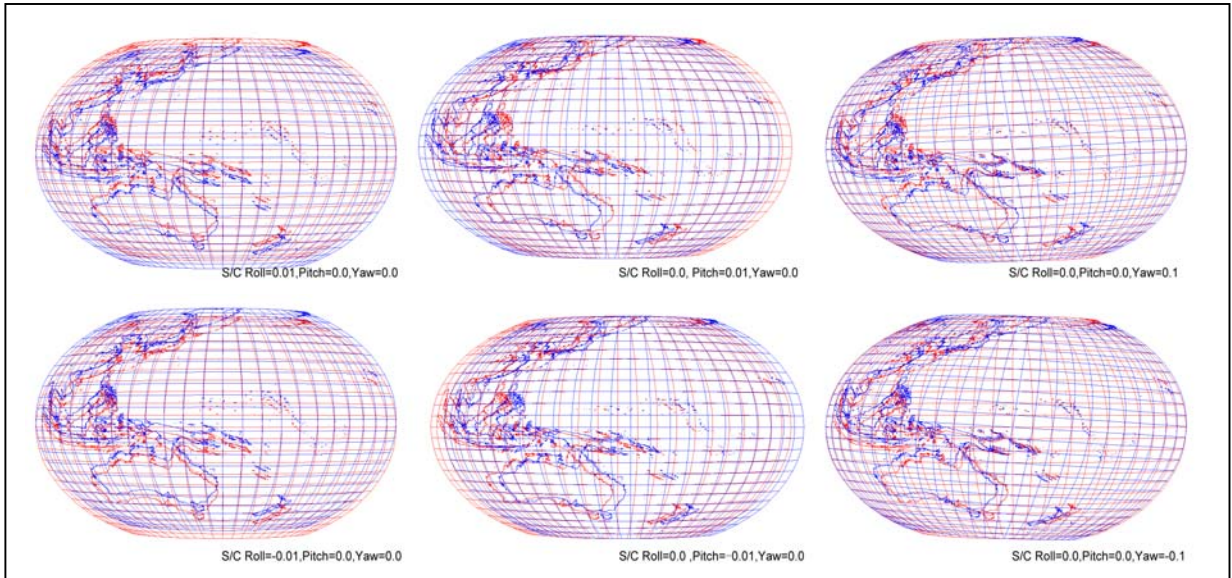 S/C Roll=0.01,Pitch=0.0,Yaw=0.0
S/C Roll=0.0, Pitch=0.01,Yaw=0.0
S/C Roll=0.0,Pitch=0.0,Yaw=0.1
S/C Roll=-0.01,Pitch=0.0,Yaw=0.0
S/C Roll=0.0 ,Pitch=-0.01,Yaw=0.0
S/C Roll=0.0,Pitch=0.0,Yaw=-0.1